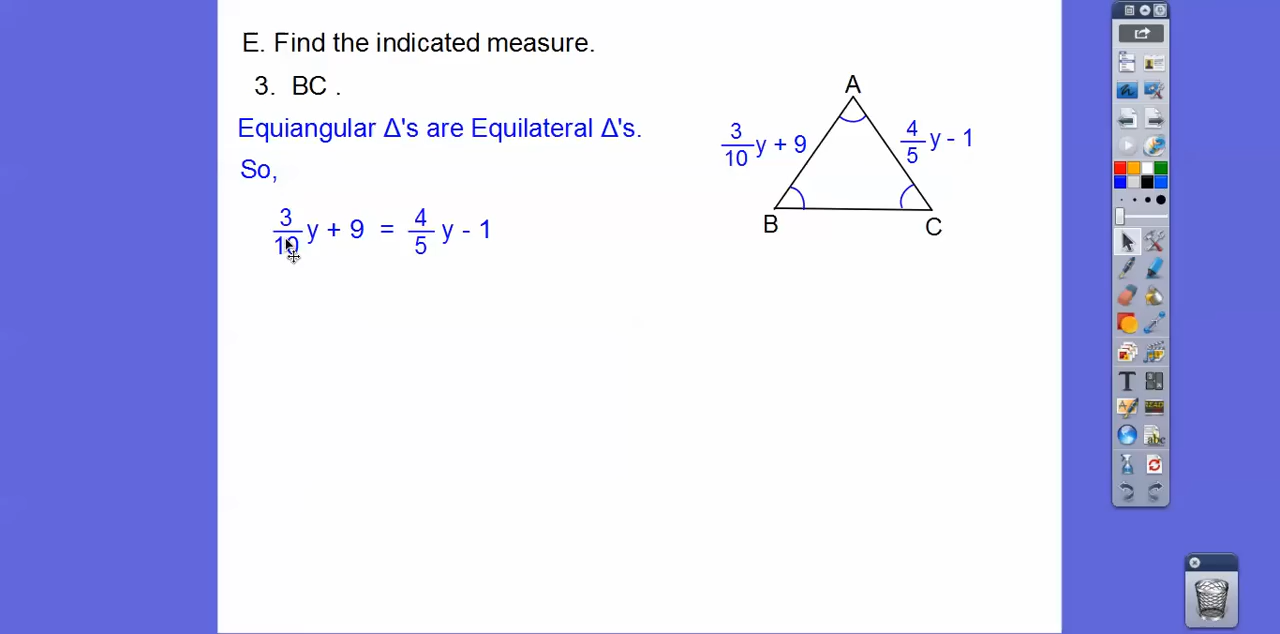 E. Find the indicated measure.
3. BC .
Equiangular Δ's are Equilateral Δ's.
So,
3/10 y + 9 = 4/5 y - 1
A
3/10 y + 9
4/5 y - 1
B
C